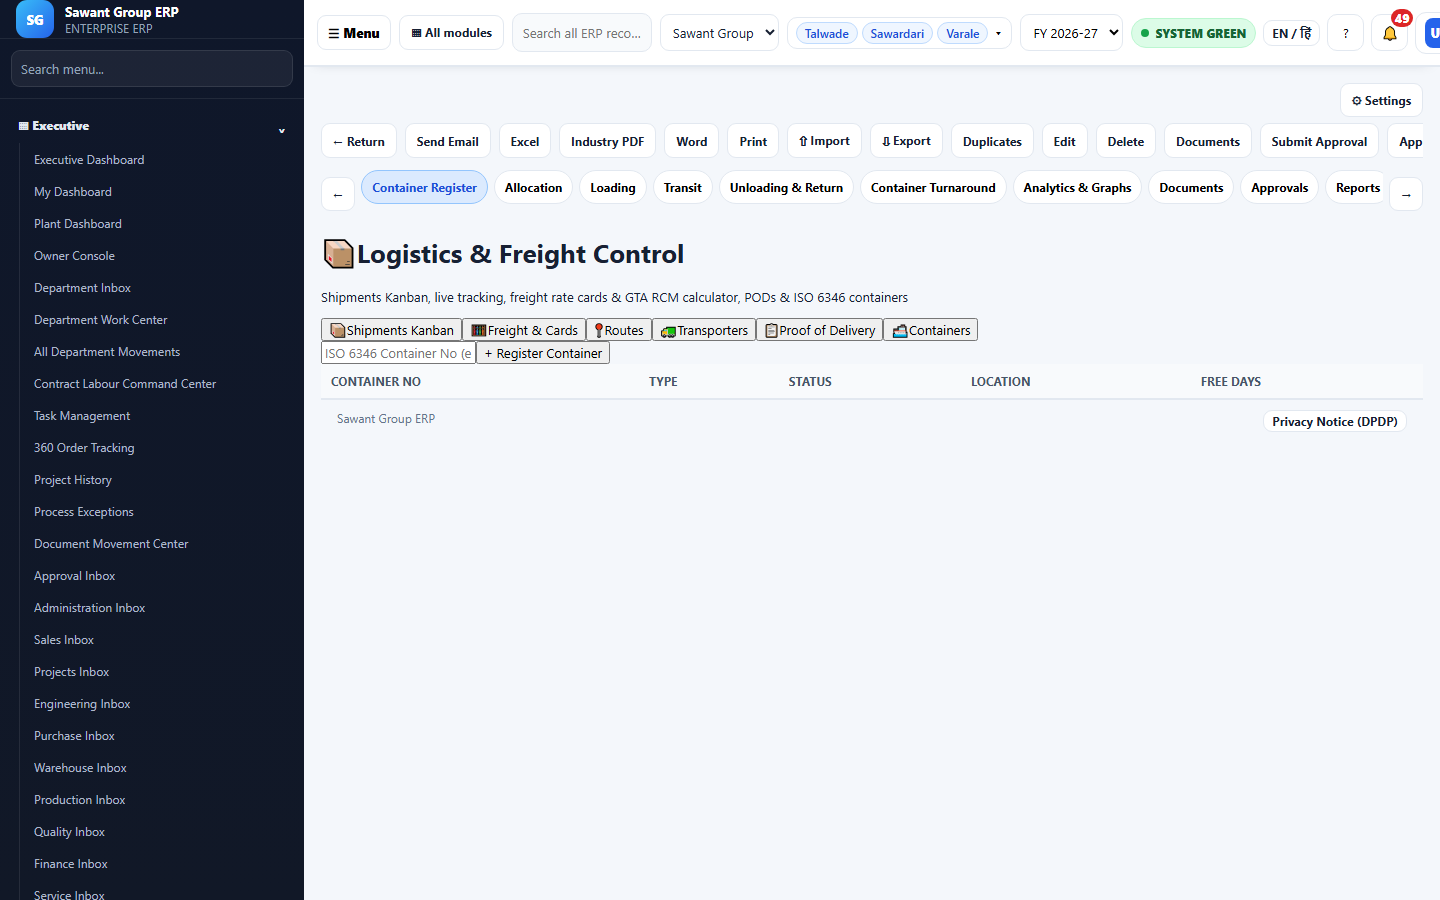 SG
Sawant Group ERP
ENTERPRISE ERP
Search menu...
Executive
Executive Dashboard
My Dashboard
Plant Dashboard
Owner Console
Department Inbox
Department Work Center
All Department Movements
Contract Labour Command Center
Task Management
360 Order Tracking
Project History
Process Exceptions
Document Movement Center
Approval Inbox
Administration Inbox
Sales Inbox
Projects Inbox
Engineering Inbox
Purchase Inbox
Warehouse Inbox
Production Inbox
Quality Inbox
Finance Inbox
Service Inbox
☰ Menu All modules Search all ERP reco... Sawant Group Talwade Sawardari Varale FY 2026-27 SYSTEM GREEN EN / हिं ? 49 U
⚙ Settings
← Return Send Email Excel Industry PDF Word Print ⇧ Import ⇩ Export Duplicates Edit Delete Documents Submit Approval App
← Container Register Allocation Loading Transit Unloading & Return Container Turnaround Analytics & Graphs Documents Approvals Reports →
Logistics & Freight Control
Shipments Kanban, live tracking, freight rate cards & GTA RCM calculator, PODs & ISO 6346 containers
Shipments Kanban Freight & Cards Routes Transporters Proof of Delivery Containers
ISO 6346 Container No (e + Register Container
CONTAINER NO TYPE STATUS LOCATION FREE DAYS
Sawant Group ERP Privacy Notice (DPDP)